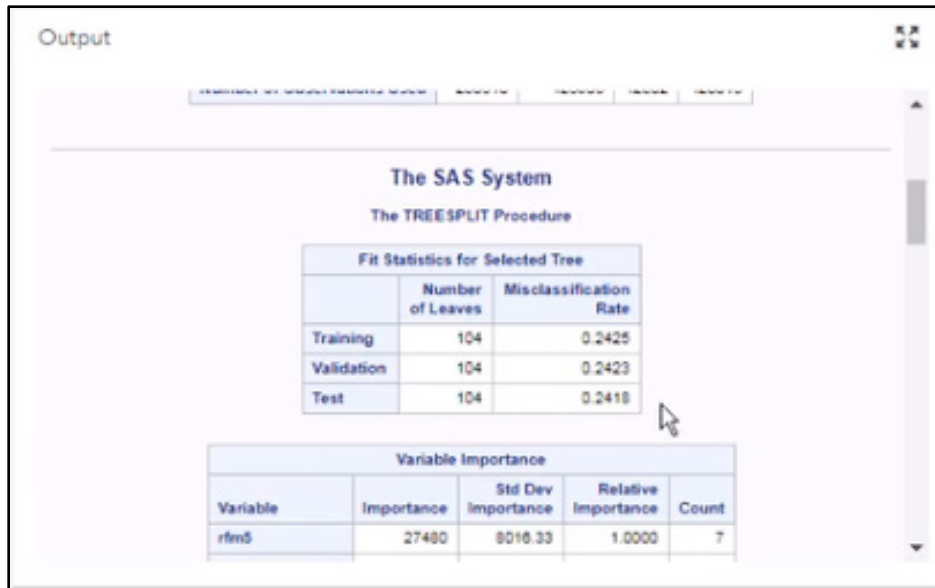 Output
The SAS System
The TREESPLIT Procedure
Fit Statistics for Selected Tree
Number of Leaves Misclassification Rate
Training 104 0.2425
Validation 104 0.2423
Test 104 0.2418
Variable Importance
Variable Importance Std Dev Importance Relative Importance Count
rfm5 27480 8016.33 1.0000 7